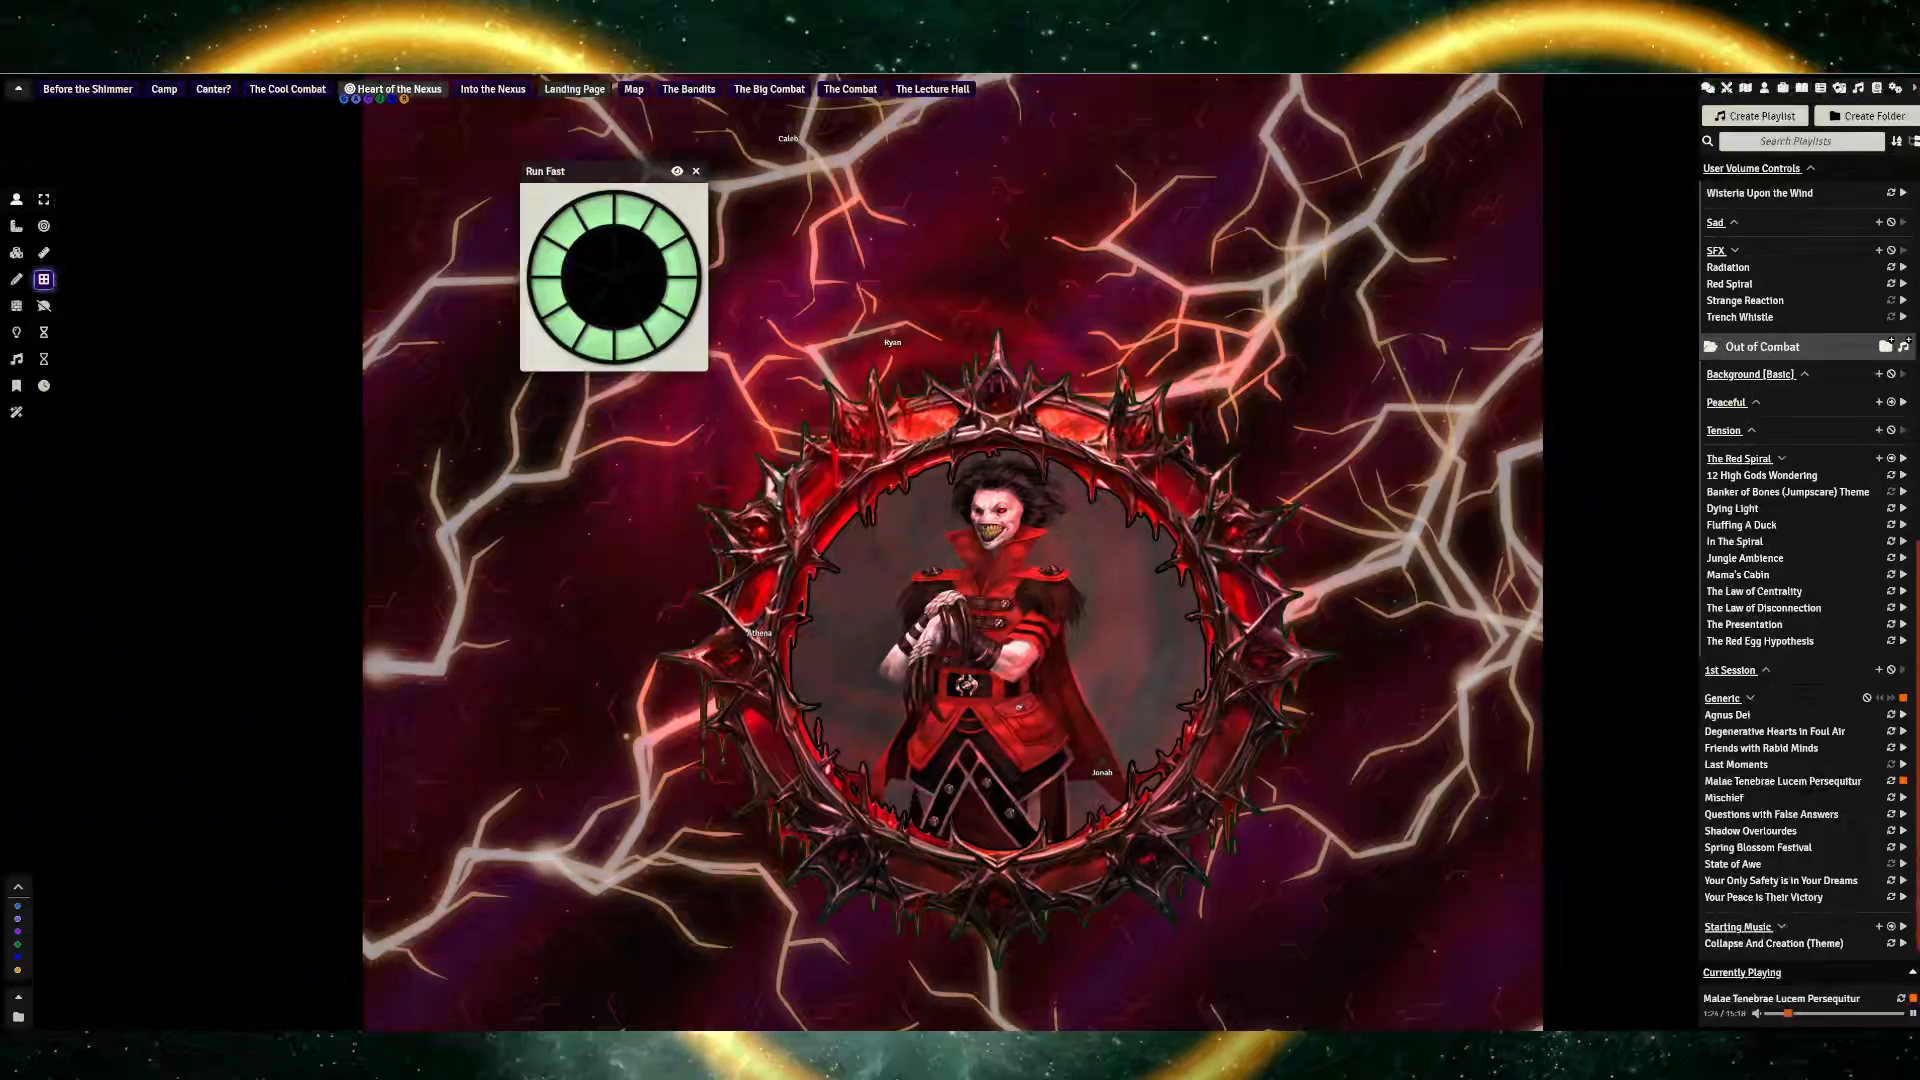 Before the Shimmer
Camp
Canter?
The Cool Combat
Heart of the Nexus
Into the Nexus
Landing Page
Map
The Bandits
The Big Combat
The Combat
The Lecture Hall
Caleb
Run Fast
Ryan
Athena
Jonah
Create Playlist
Create Folder
Search Playlists
User Volume Controls
Wisteria Upon the Wind
Sad
SFX
Radiation
Red Spiral
Strange Reaction
Trench Whistle
Out of Combat
Background [Basic]
Peaceful
Tension
The Red Spiral
12 High Gods Wondering
Banker of Bones (Jumpscare) Theme
Dying Light
Fluffing A Duck
In The Spiral
Jungle Ambience
Mama's Cabin
The Law of Centrality
The Law of Disconnection
The Presentation
The Red Egg Hypothesis
1st Session
Generic
Agnus Dei
Degenerative Hearts in Foul Air
Friends with Rabid Minds
Last Moments
Malae Tenebrae Lucem Persequitur
Mischief
Questions with False Answers
Shadow Overlourdes
Spring Blossom Festival
State of Awe
Your Only Safety is in Your Dreams
Your Peace is Their Victory
Starting Music
Collapse And Creation (Theme)
Currently Playing
Malae Tenebrae Lucem Persequitur
1:24 / 15:18